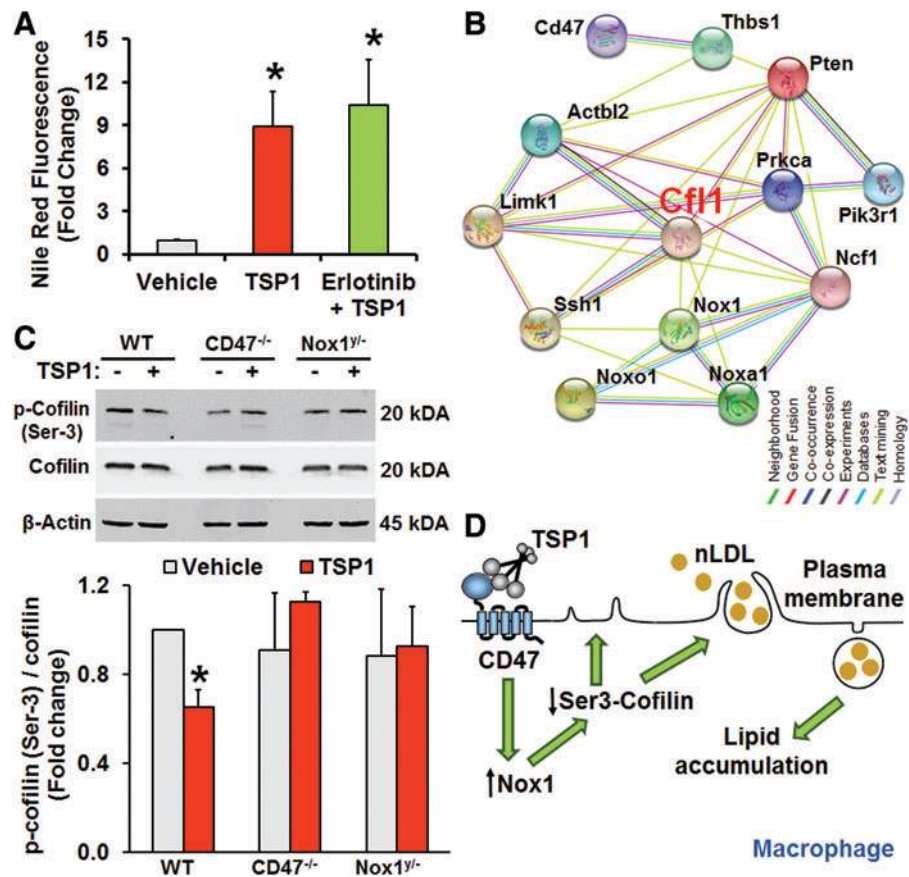 A
Nile Red Fluorescence
(Fold Change)
15
12
9
6
3
0
*
*
Vehicle
TSP1
Erlotinib
+ TSP1
B
Cd47
Thbs1
Pten
Actbl2
Prkca
Pik3r1
Limk1
Cfl1
Ncf1
Ssh1
Nox1
Noxo1
Noxa1
Neighborhood
Gene Fusion
Co-occurrence
Co-expression
Experiments
Databases
Text mining
Homology
C
WT
CD47-/-
Nox1y/-
TSP1: - + - + - +
p-Cofilin
(Ser-3)
20 kDA
Cofilin
20 kDA
β-Actin
45 kDA
Vehicle
TSP1
p-cofilin (Ser-3) / cofilin
(Fold change)
1.2
0.8
0.4
0.0
*
WT
CD47-/-
Nox1y/-
D
TSP1
nLDL
Plasma
membrane
CD47
↓Ser3-Cofilin
↑Nox1
Lipid
accumulation
Macrophage